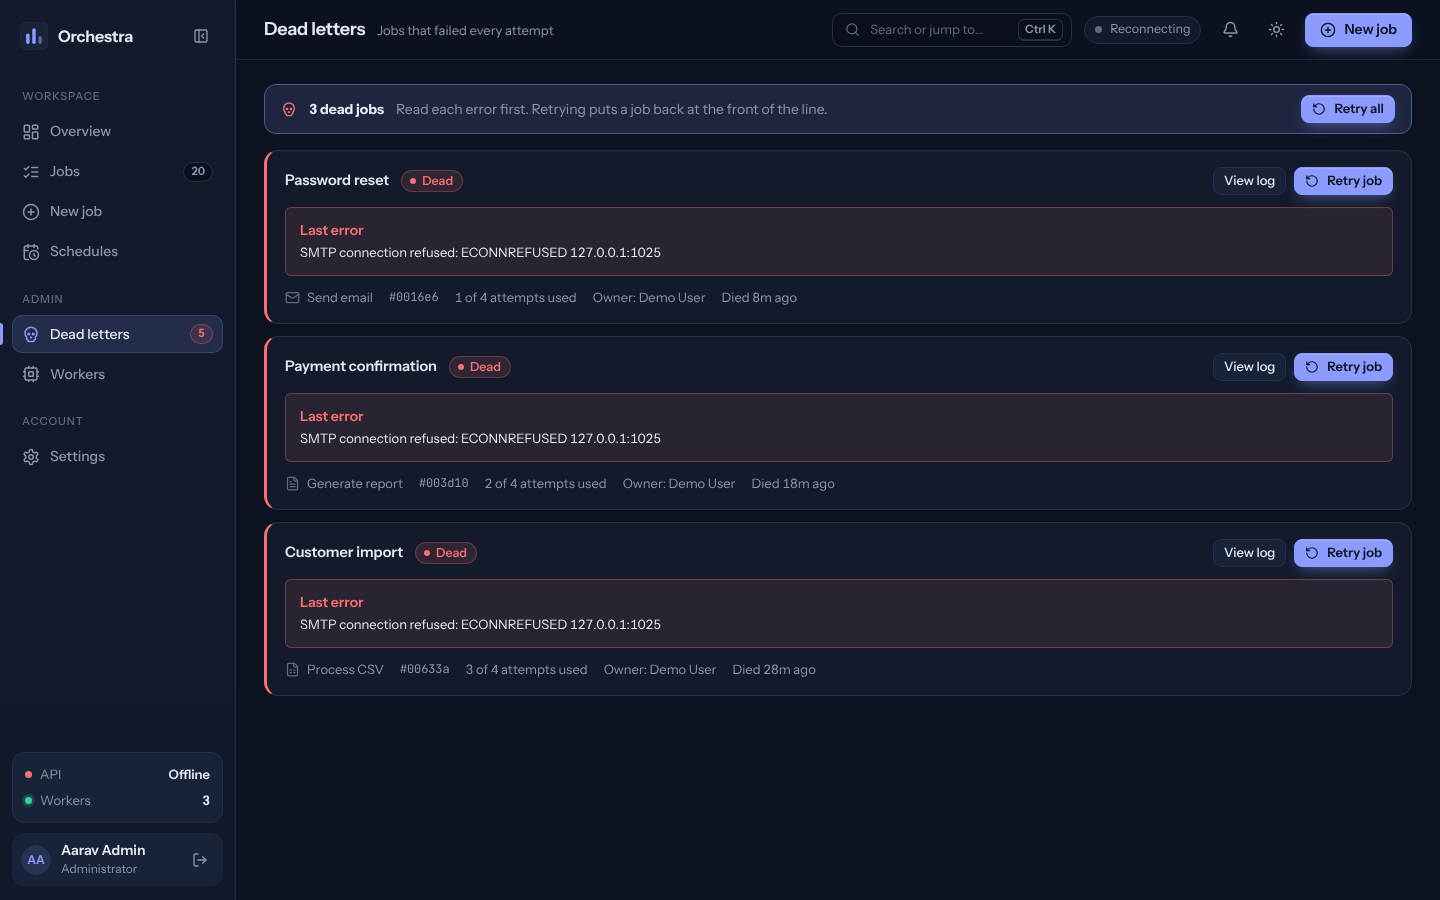 Orchestra
WORKSPACE
Overview
Jobs 20
New job
Schedules
ADMIN
Dead letters 5
Workers
ACCOUNT
Settings
API Offline
Workers 3
AA Aarav Admin
Administrator
Dead letters Jobs that failed every attempt
Search or jump to... Ctrl K
Reconnecting
New job
3 dead jobs Read each error first. Retrying puts a job back at the front of the line.
Retry all
Password reset Dead
View log Retry job
Last error
SMTP connection refused: ECONNREFUSED 127.0.0.1:1025
Send email #0016e6 1 of 4 attempts used Owner: Demo User Died 8m ago
Payment confirmation Dead
View log Retry job
Last error
SMTP connection refused: ECONNREFUSED 127.0.0.1:1025
Generate report #003d10 2 of 4 attempts used Owner: Demo User Died 18m ago
Customer import Dead
View log Retry job
Last error
SMTP connection refused: ECONNREFUSED 127.0.0.1:1025
Process CSV #00633a 3 of 4 attempts used Owner: Demo User Died 28m ago